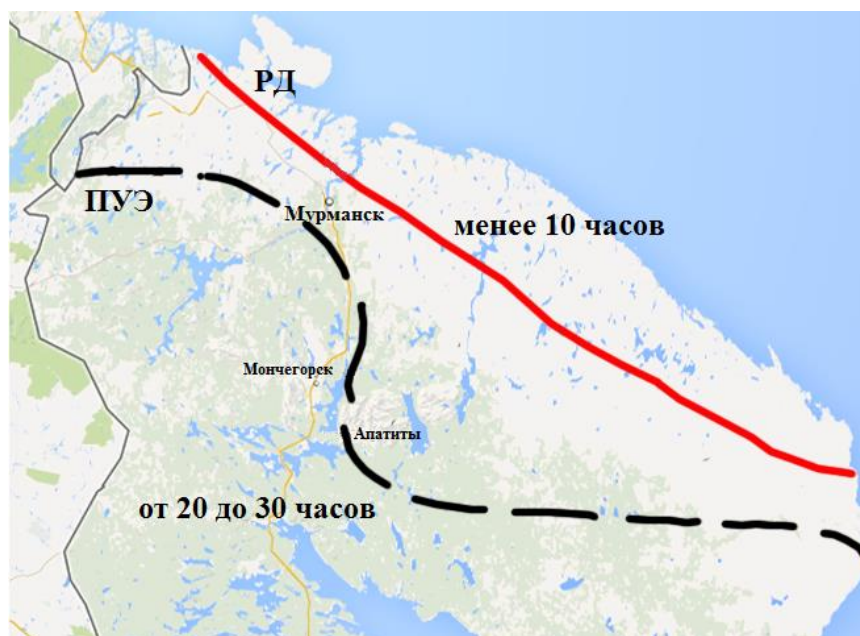 РД
ПУЭ
Мурманск
менее 10 часов
Мончегорск
Апатиты
от 20 до 30 часов